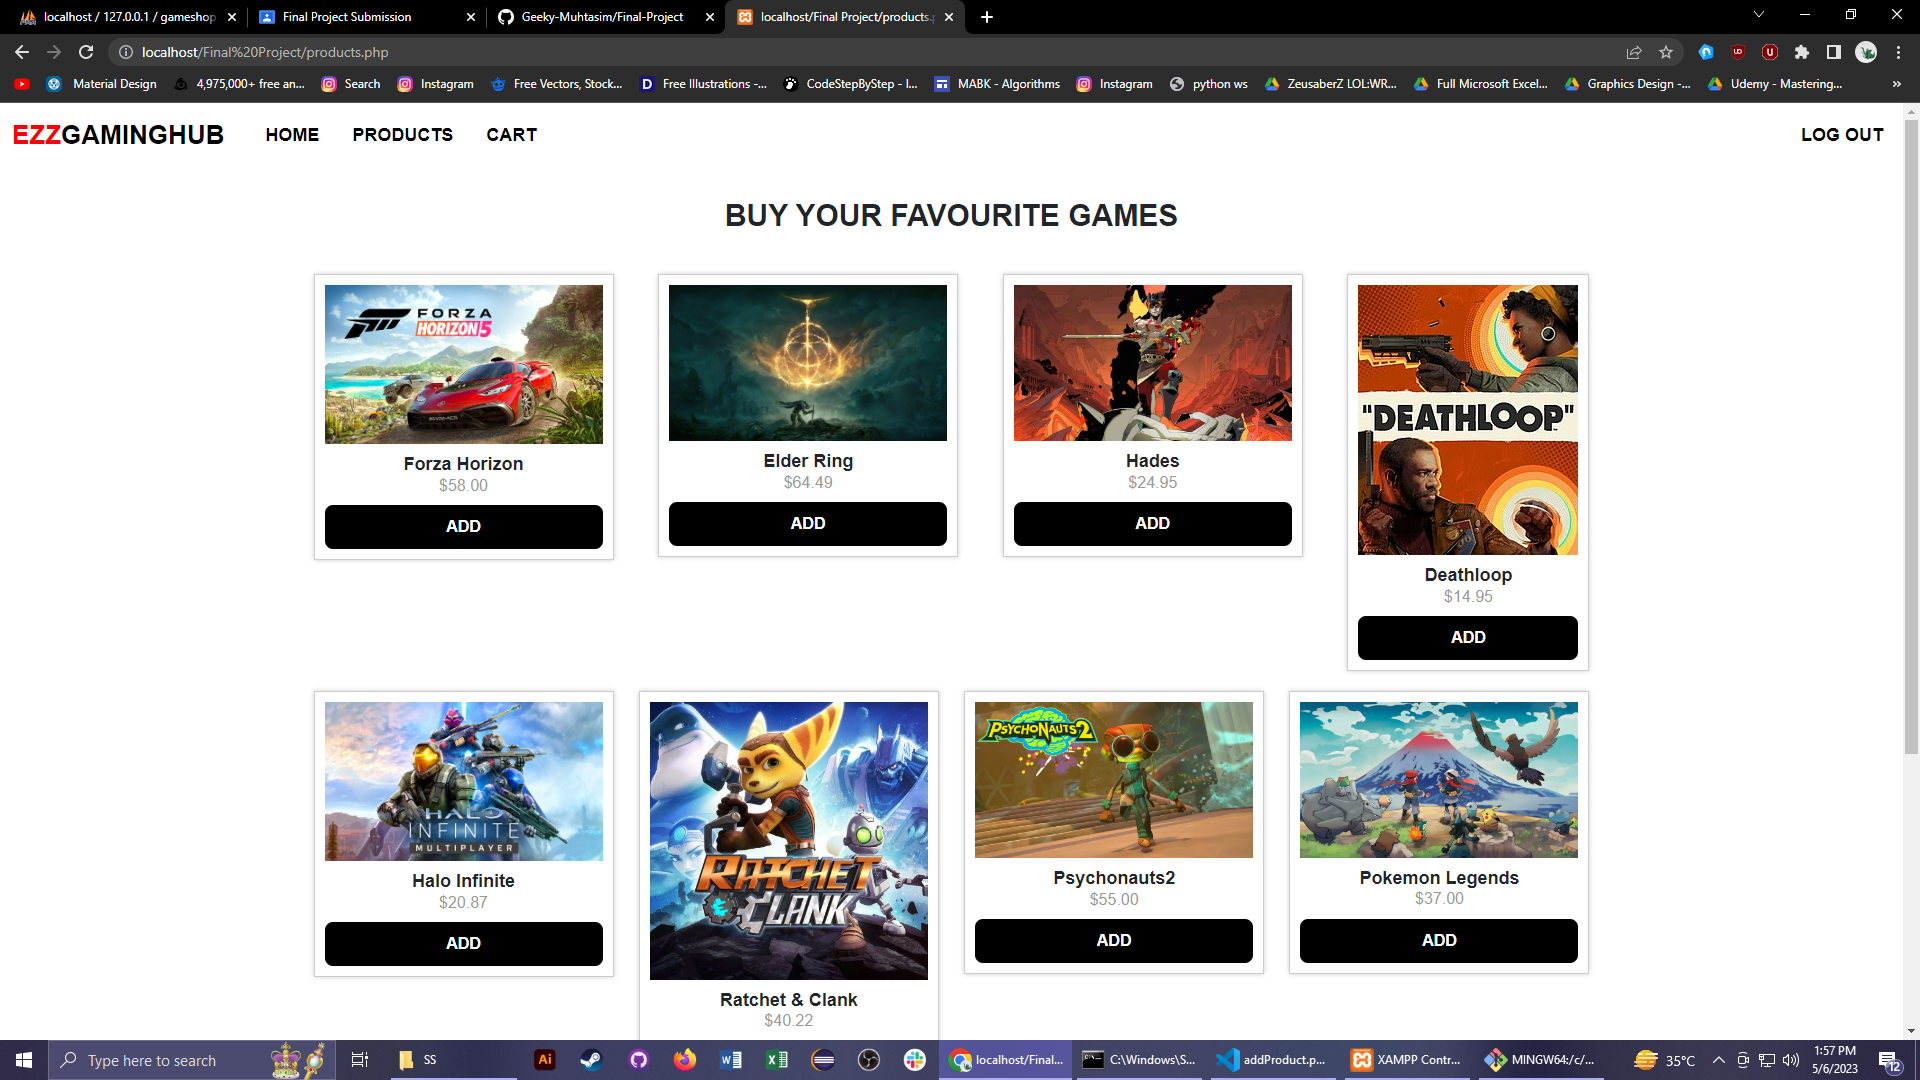 localhost / 127.0.0.1 / gameshop
Final Project Submission
Geeky-Muhtasim/Final-Project
localhost/Final Project/products.p
localhost/Final%20Project/products.php
Material Design
4,975,000+ free an...
Search
Instagram
Free Vectors, Stock...
Free Illustrations -...
CodeStepByStep - I...
MABK - Algorithms
Instagram
python ws
ZeusaberZ LOL:WR...
Full Microsoft Excel...
Graphics Design -...
Udemy - Mastering...
»
EZZGAMINGHUB
HOME
PRODUCTS
CART
LOG OUT
BUY YOUR FAVOURITE GAMES
FORZA
HORIZON 5
Forza Horizon
$58.00
ADD
Elder Ring
$64.49
ADD
Hades
$24.95
ADD
"DEATHLOOP"
Deathloop
$14.95
ADD
HALO
INFINITE
MULTIPLAYER
Halo Infinite
$20.87
ADD
RATCHET
& CLANK
Ratchet & Clank
$40.22
PSYCHONAUTS 2
Psychonauts2
$55.00
ADD
Pokemon Legends
$37.00
ADD
Type here to search
SS
Ai
localhost/Final...
C:\Windows\S...
addProduct.p...
XAMPP Contr...
MINGW64:/c/...
35°C
1:57 PM
5/6/2023
12